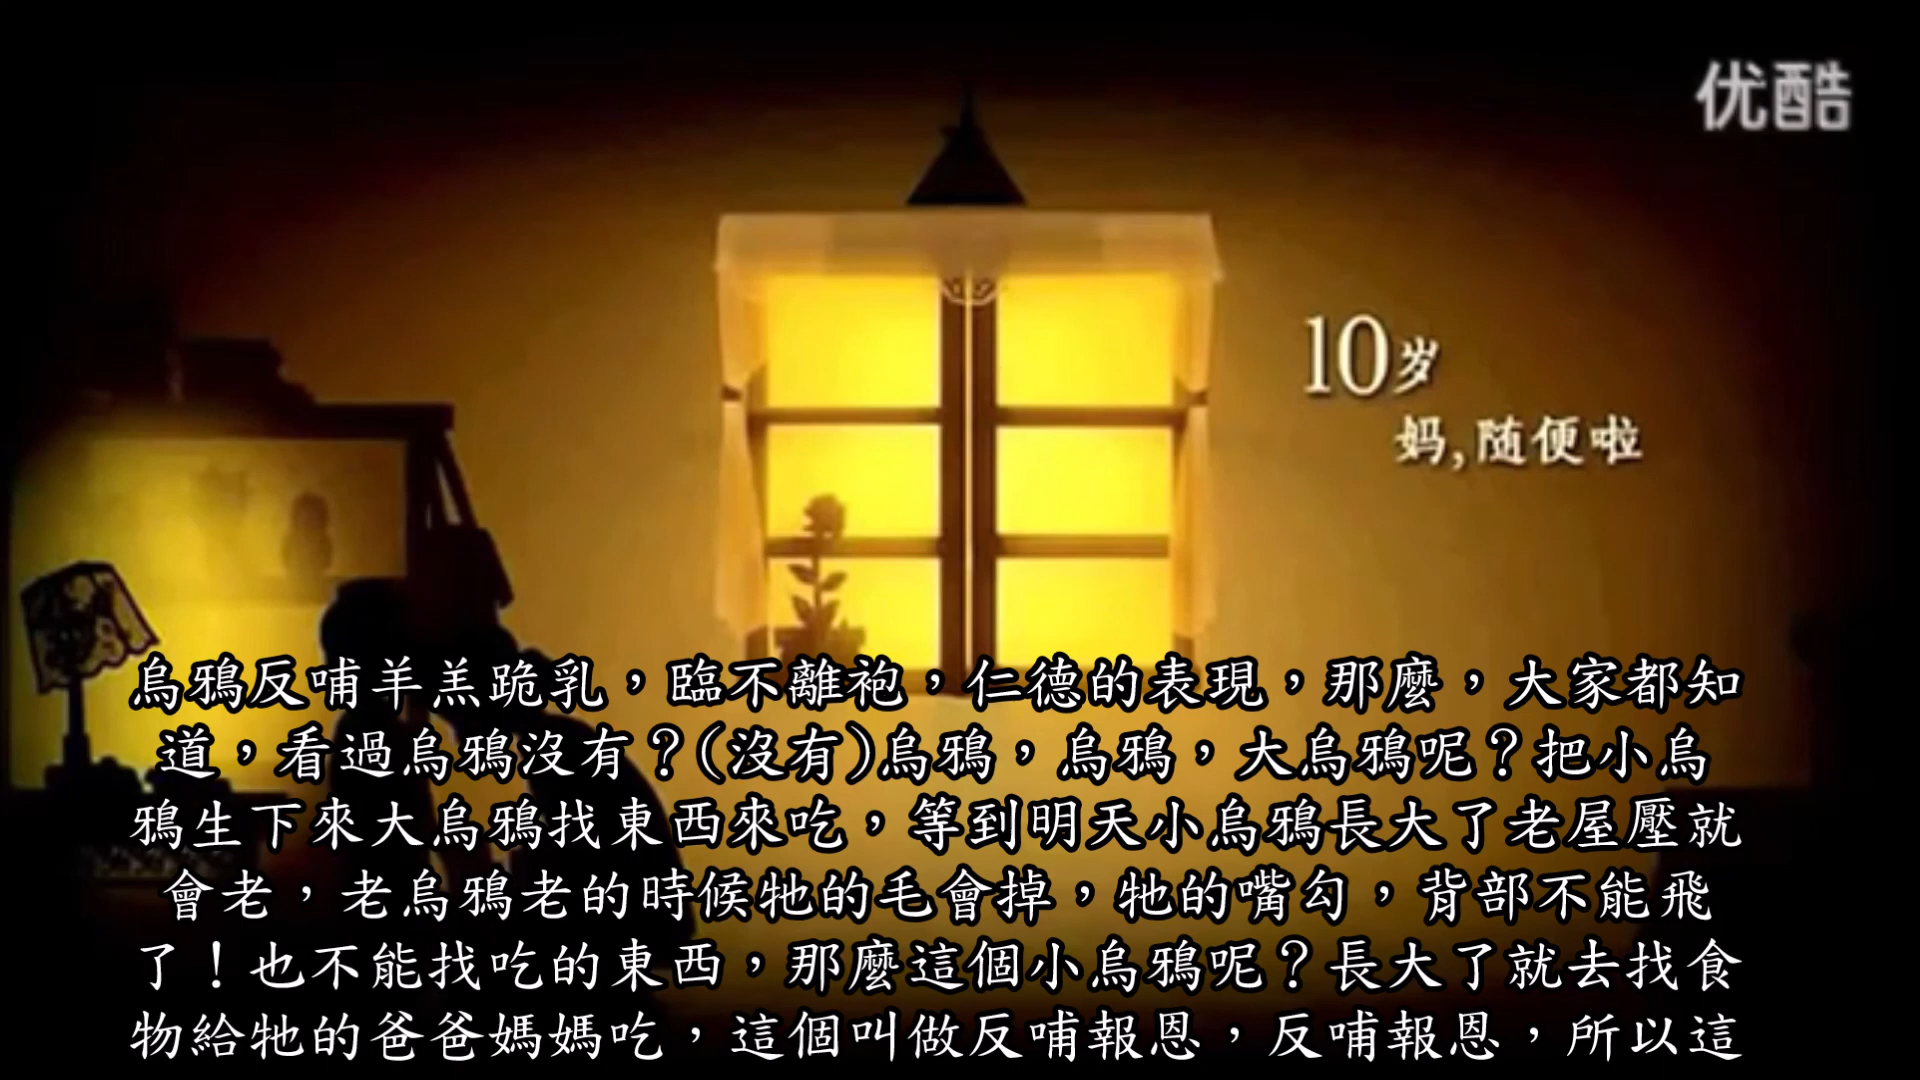 优酷
10岁
妈,随便啦
烏鴉反哺羊羔跪乳，臨不離袍，仁德的表現，那麼，大家都知
道，看過烏鴉沒有？(沒有)烏鴉，烏鴉，大烏鴉呢？把小烏
鴉生下來大烏鴉找東西來吃，等到明天小烏鴉長大了老屋壓就
會老，老烏鴉老的時候牠的毛會掉，牠的嘴勾，背部不能飛
了！也不能找吃的東西，那麼這個小烏鴉呢？長大了就去找食
物給牠的爸爸媽媽吃，這個叫做反哺報恩，反哺報恩，所以這